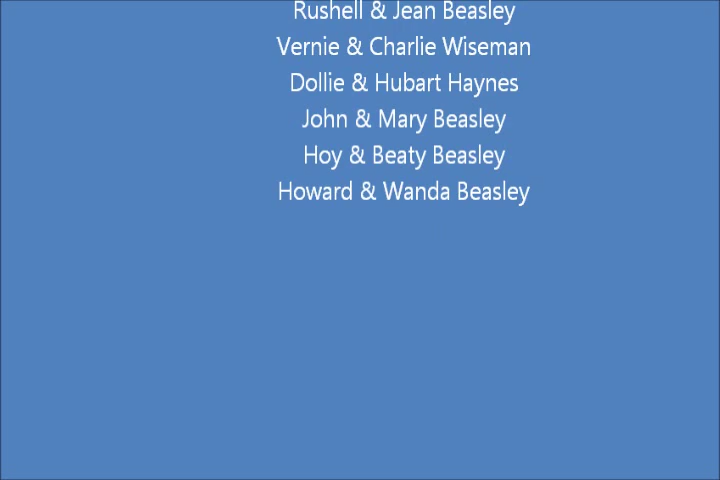 Rushell & Jean Beasley
Vernie & Charlie Wiseman
Dollie & Hubart Haynes
John & Mary Beasley
Hoy & Beaty Beasley
Howard & Wanda Beasley